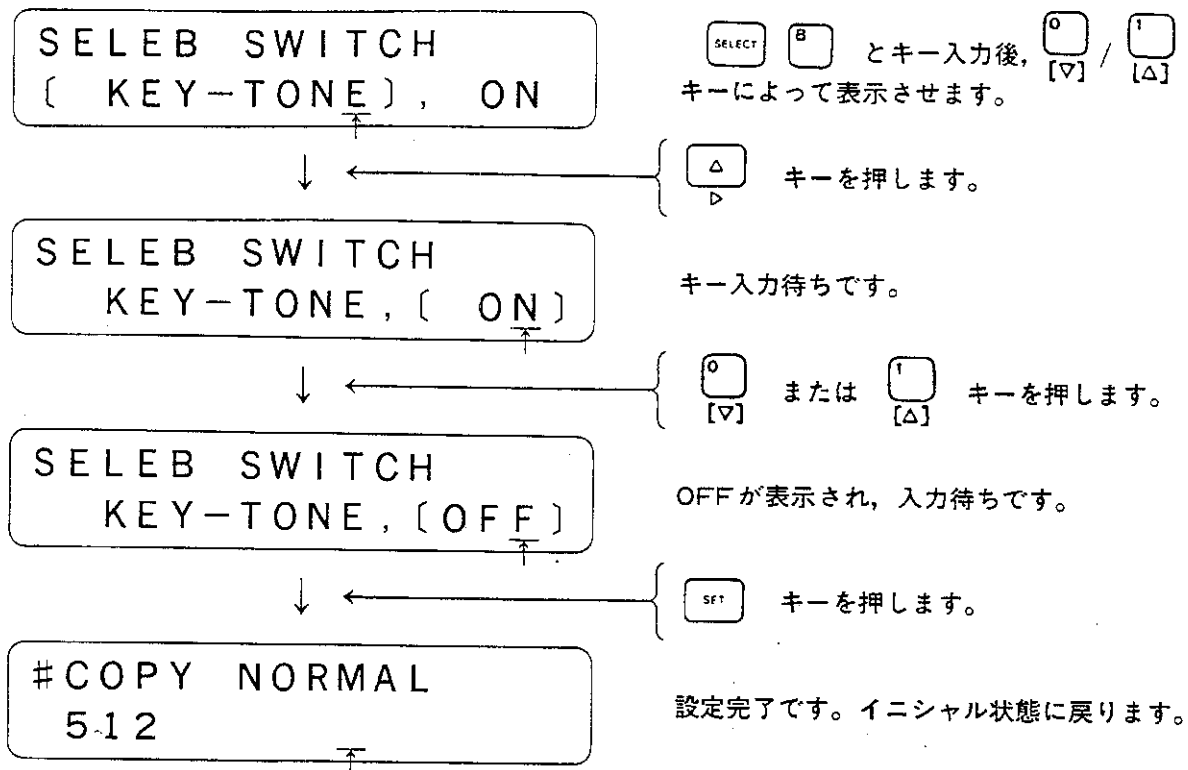 SELEB SWITCH
〔 KEY-TONE〕, ON
SELECT B とキー入力後, 0 [▽] / 1 [△]
キーによって表示させます。
△ ▷ キーを押します。
SELEB SWITCH
KEY-TONE,〔 ON〕
キー入力待ちです。
0 [▽] または 1 [△] キーを押します。
SELEB SWITCH
KEY-TONE,〔OFF〕
OFFが表示され, 入力待ちです。
SET キーを押します。
#COPY NORMAL
512
設定完了です。イニシャル状態に戻ります。